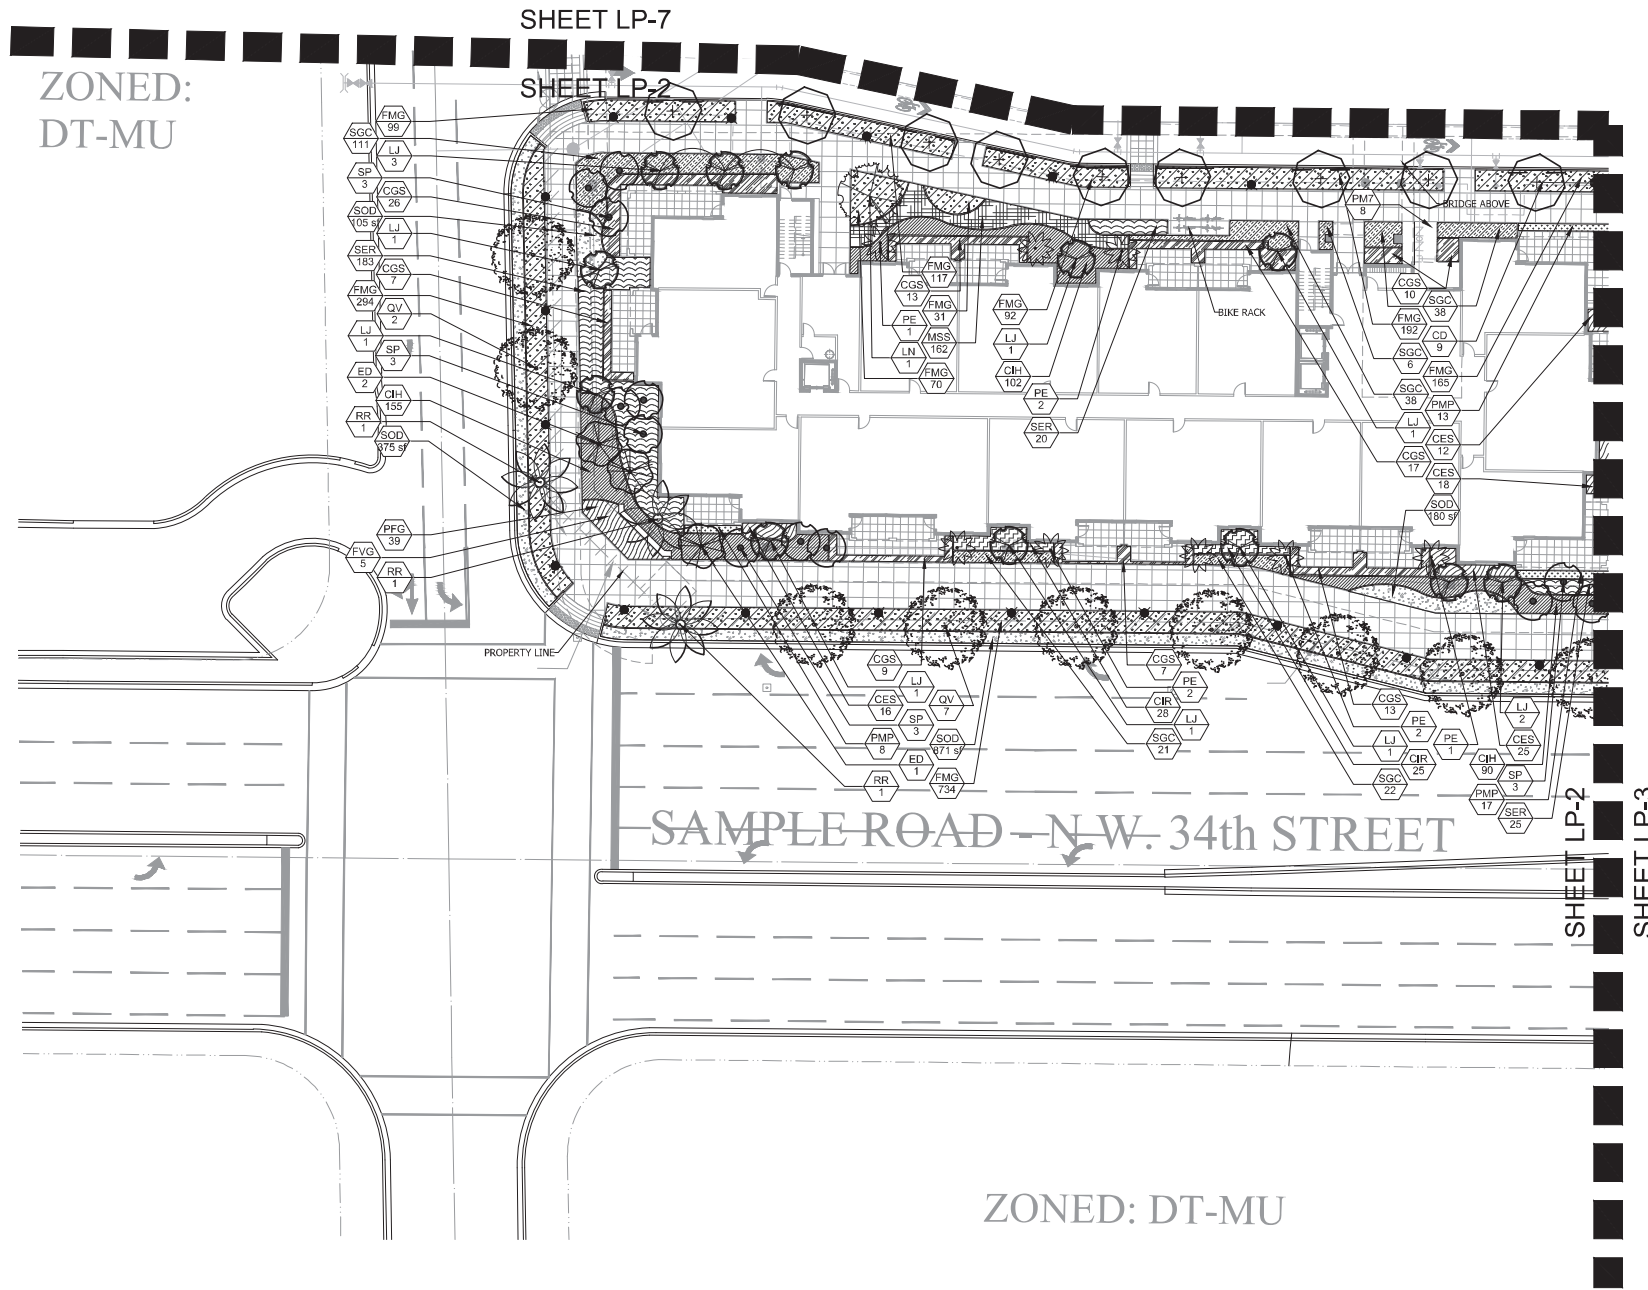 SHEET LP-7
SHEET LP-2
ZONED:
DT-MU
FMG
99
SGC
111
LJ
3
SP
3
CGS
26
SOD
105 sf
LJ
1
SER
183
CGS
7
FMG
294
QV
2
LJ
1
SP
3
ED
2
CIH
155
RR
1
SOD
375 sf
PFG
39
FVG
5
RR
1
PROPERTY LINE
FMG
117
CGS
13
FMG
31
PE
1
MSS
162
LN
1
FMG
70
FMG
92
LJ
1
CIH
102
PE
2
SER
20
BIKE RACK
PM7
8
BRIDGE ABOVE
CGS
10
SGC
38
FMG
192
CD
9
SGC
6
FMG
165
SGC
38
PMP
13
LJ
1
CES
12
CGS
17
CES
18
SOD
180 sf
CGS
9
LJ
1
CES
16
QV
7
SP
3
PMP
8
SOD
871 sf
ED
1
RR
1
FMG
734
CGS
7
PE
2
CIR
28
LJ
1
SGC
21
CGS
13
PE
2
LJ
1
CIR
25
SGC
22
PE
1
LJ
2
CES
25
CIH
90
SP
3
PMP
17
SER
25
SAMPLE ROAD - N.W. 34th STREET
SHEET LP-2
SHEET LP-3
ZONED: DT-MU